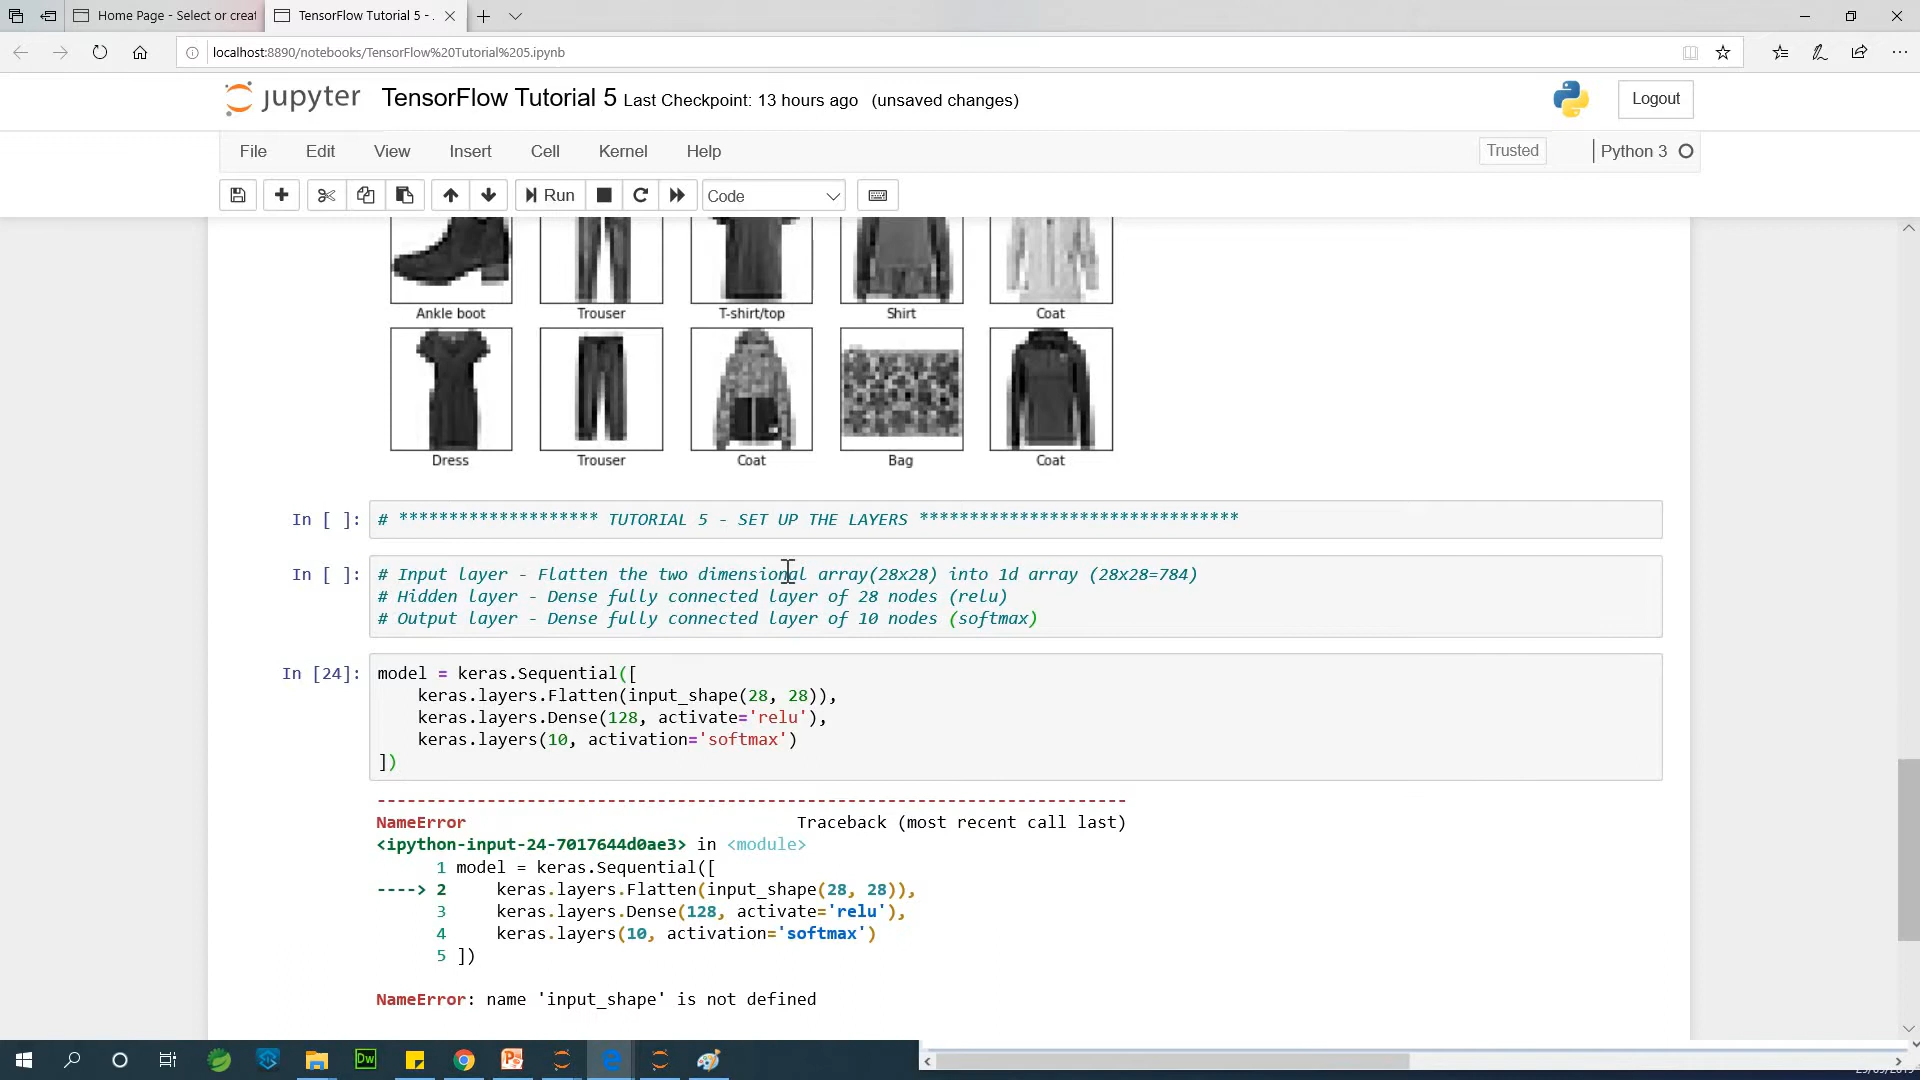 Home Page - Select or creat
TensorFlow Tutorial 5 - .
localhost:8890/notebooks/TensorFlow%20Tutorial%205.ipynb
jupyter TensorFlow Tutorial 5 Last Checkpoint: 13 hours ago (unsaved changes)
Logout
File Edit View Insert Cell Kernel Help
Trusted
Python 3
Run
Code
Ankle boot Trouser T-shirt/top Shirt Coat
Dress Trouser Coat Bag Coat
In [ ]: # ******************** TUTORIAL 5 - SET UP THE LAYERS ********************************
In [ ]: # Input layer - Flatten the two dimensional array(28x28) into 1d array (28x28=784)
# Hidden layer - Dense fully connected layer of 28 nodes (relu)
# Output layer - Dense fully connected layer of 10 nodes (softmax)
In [24]: model = keras.Sequential([
keras.layers.Flatten(input_shape(28, 28)),
keras.layers.Dense(128, activate='relu'),
keras.layers(10, activation='softmax')
])
---------------------------------------------------------------------------
NameError Traceback (most recent call last)
<ipython-input-24-7017644d0ae3> in <module>
1 model = keras.Sequential([
----> 2 keras.layers.Flatten(input_shape(28, 28)),
3 keras.layers.Dense(128, activate='relu'),
4 keras.layers(10, activation='softmax')
5 ])
NameError: name 'input_shape' is not defined
Dw